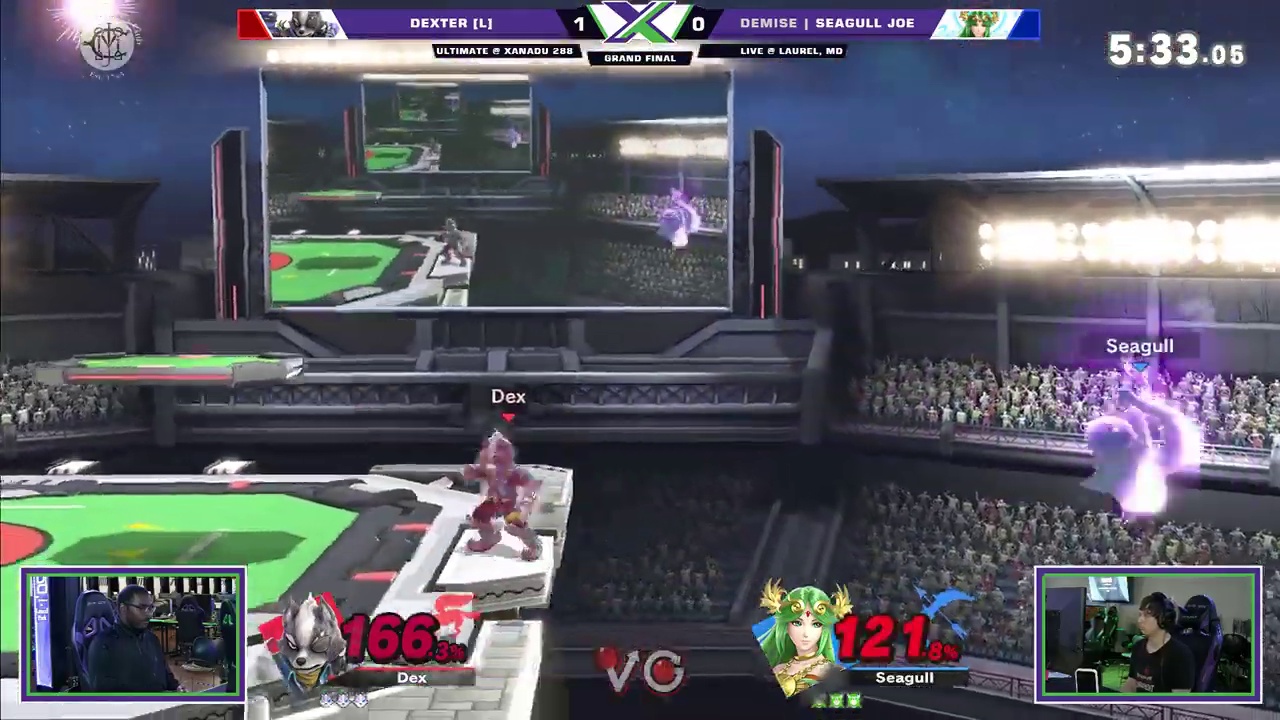 DEXTER [L] 1 0 DEMISE | SEAGULL JOE
ULTIMATE @ XANADU 288 LIVE @ LAUREL, MD
GRAND FINAL
5:33.05
Seagull
Dex
166.3% 121.8%
Dex VG Seagull